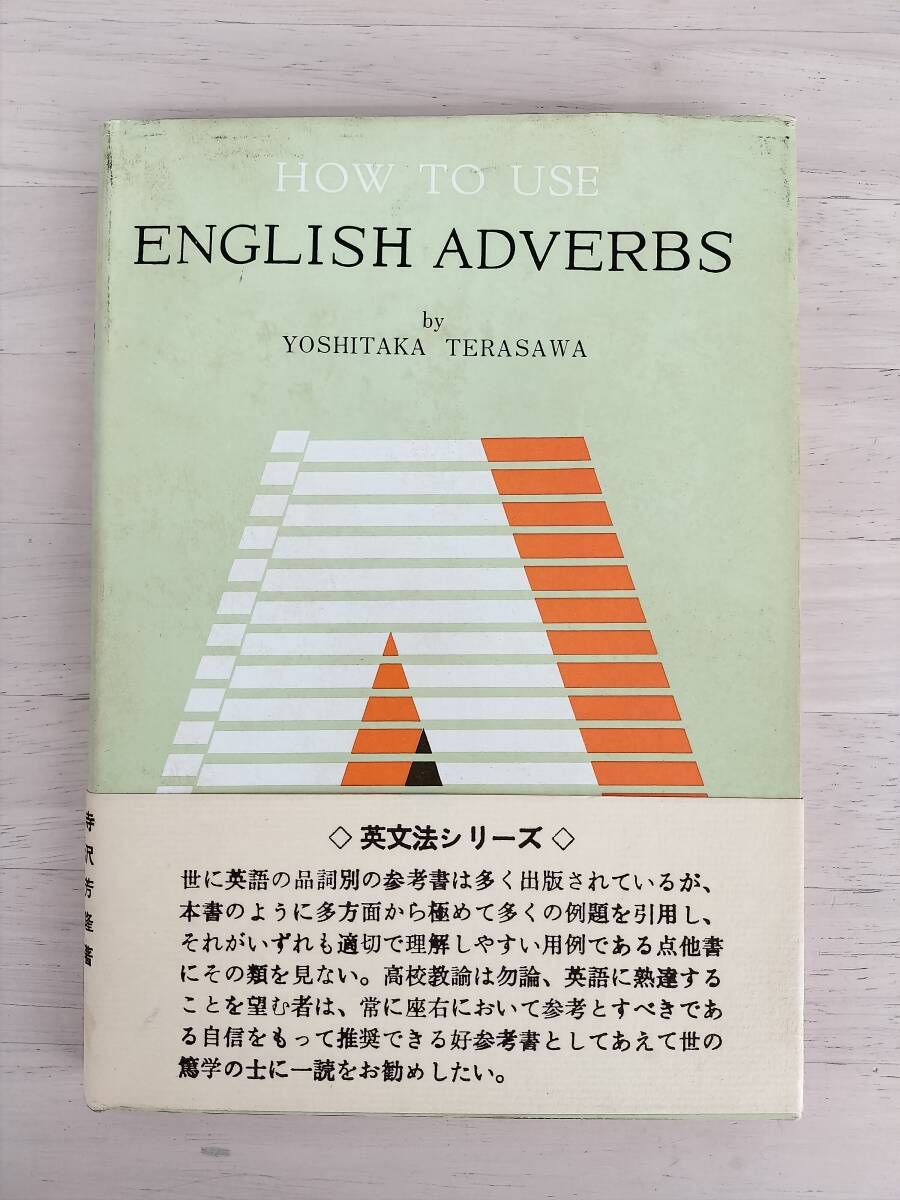 HOW TO USE
ENGLISH ADVERBS
by
YOSHITAKA TERASAWA
◇英文法シリーズ◇
世に英語の品詞別の参考書は多く出版されているが、
本書のように多方面から極めて多くの例題を引用し、
それがいずれも適切で理解しやすい用例である点他書
にその類を見ない。高校教諭は勿論、英語に熟達する
ことを望む者は、常に座右において参考とすべきであ
る自信をもって推奨できる好参考書としてあえて世の
篤学の士に一読をお勧めしたい。
寺沢芳隆著